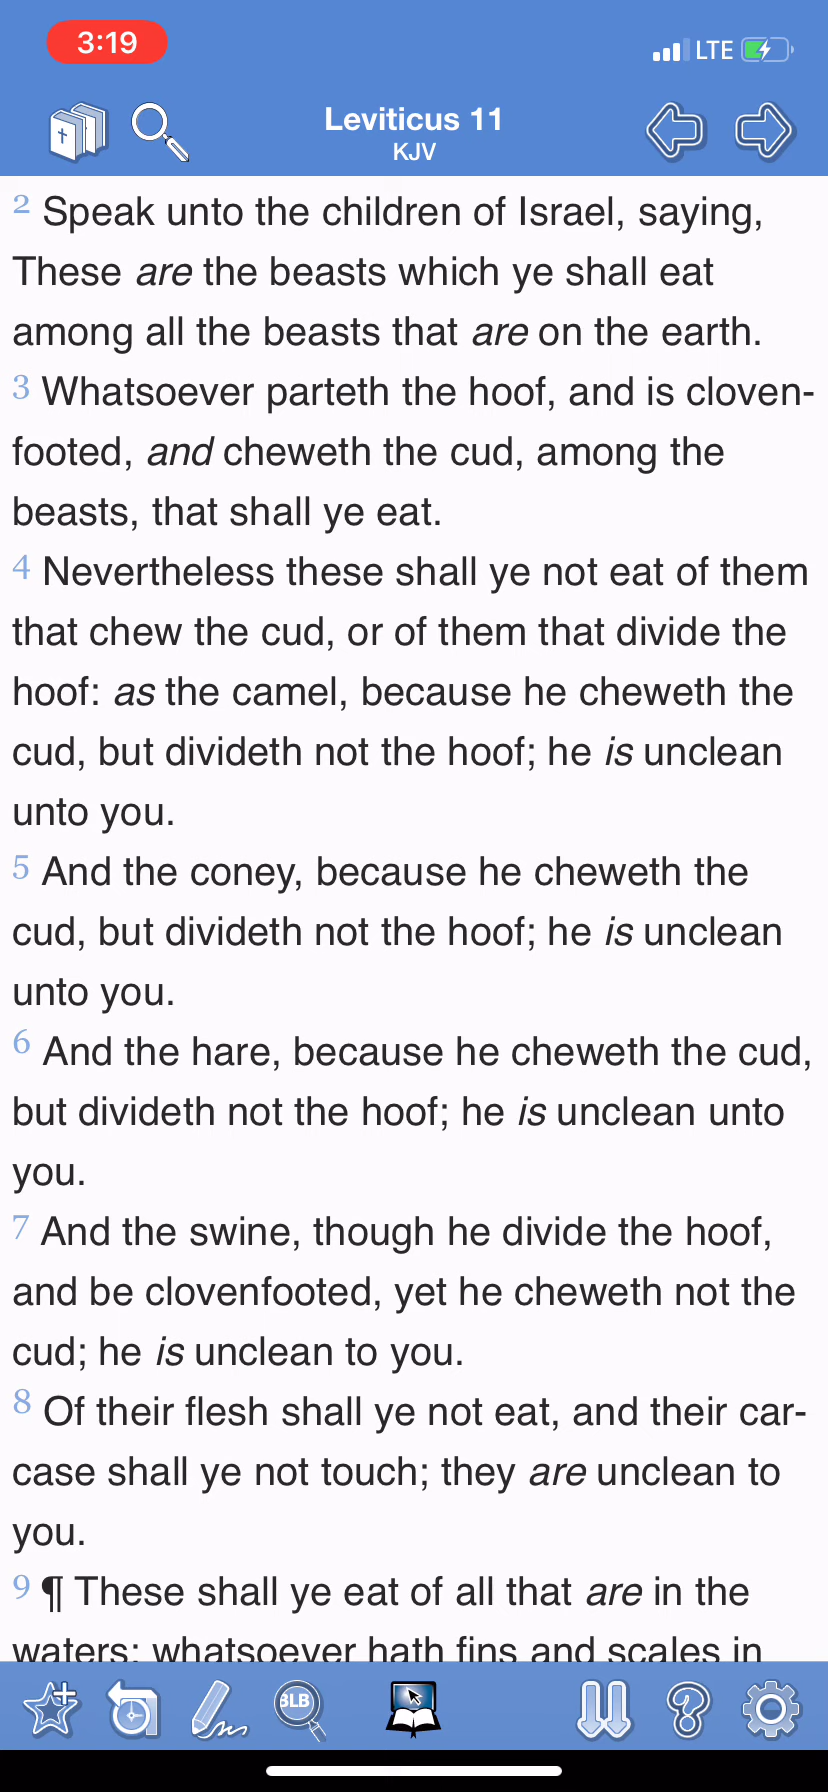 3:19
LTE
Leviticus 11
KJV
2 Speak unto the children of Israel, saying,
These are the beasts which ye shall eat
among all the beasts that are on the earth.
3 Whatsoever parteth the hoof, and is cloven-
footed, and cheweth the cud, among the
beasts, that shall ye eat.
4 Nevertheless these shall ye not eat of them
that chew the cud, or of them that divide the
hoof: as the camel, because he cheweth the
cud, but divideth not the hoof; he is unclean
unto you.
5 And the coney, because he cheweth the
cud, but divideth not the hoof; he is unclean
unto you.
6 And the hare, because he cheweth the cud,
but divideth not the hoof; he is unclean unto
you.
7 And the swine, though he divide the hoof,
and be clovenfooted, yet he cheweth not the
cud; he is unclean to you.
8 Of their flesh shall ye not eat, and their car-
case shall ye not touch; they are unclean to
you.
9 ¶ These shall ye eat of all that are in the
waters: whatsoever hath fins and scales in
BLB